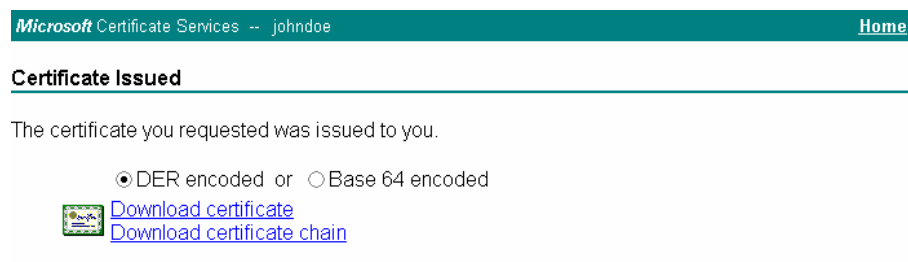 Microsoft Certificate Services -- johndoe Home
Certificate Issued
The certificate you requested was issued to you.
DER encoded or Base 64 encoded
Download certificate
Download certificate chain